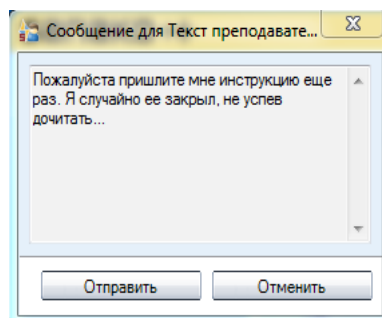 Сообщение для Текст преподавате...
Пожалуйста пришлите мне инструкцию еще
раз. Я случайно ее закрыл, не успев
дочитать...
Отправить Отменить